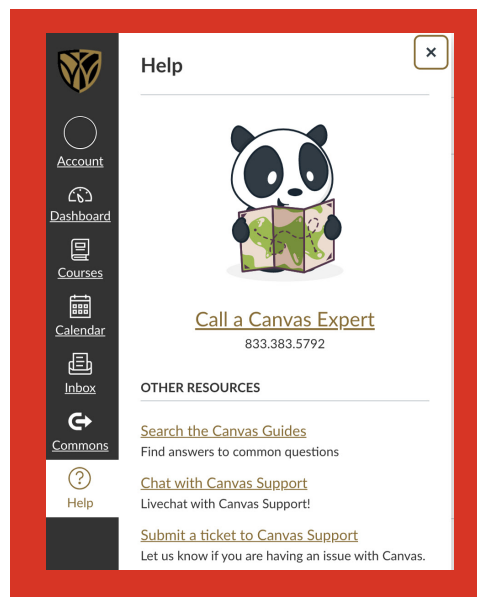 Account
Dashboard
Courses
Calendar
Inbox
Commons
Help
Help
×
Call a Canvas Expert
833.383.5792
OTHER RESOURCES
Search the Canvas Guides
Find answers to common questions
Chat with Canvas Support
Livechat with Canvas Support!
Submit a ticket to Canvas Support
Let us know if you are having an issue with Canvas.